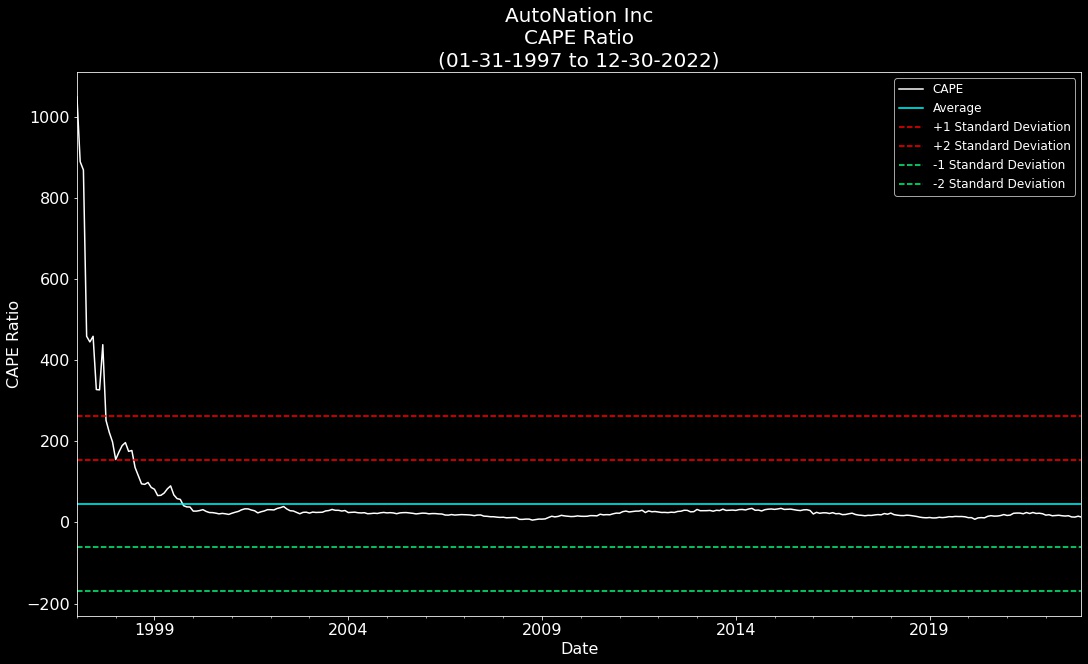 AutoNation Inc
CAPE Ratio
(01-31-1997 to 12-30-2022)
CAPE
Average
+1 Standard Deviation
+2 Standard Deviation
-1 Standard Deviation
-2 Standard Deviation
CAPE Ratio
1000
800
600
400
200
0
−200
1999
2004
2009
2014
2019
Date